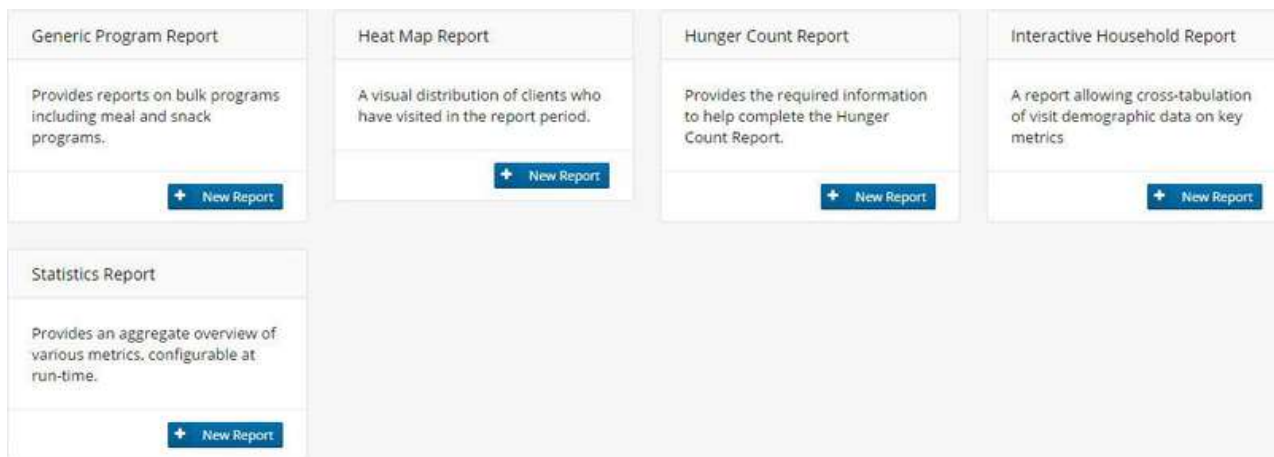 Generic Program Report
Provides reports on bulk programs
including meal and snack
programs.
New Report
Heat Map Report
A visual distribution of clients who
have visited in the report period.
New Report
Hunger Count Report
Provides the required information
to help complete the Hunger
Count Report.
New Report
Interactive Household Report
A report allowing cross-tabulation
of visit demographic data on key
metrics
New Report
Statistics Report
Provides an aggregate overview of
various metrics, configurable at
run-time.
New Report